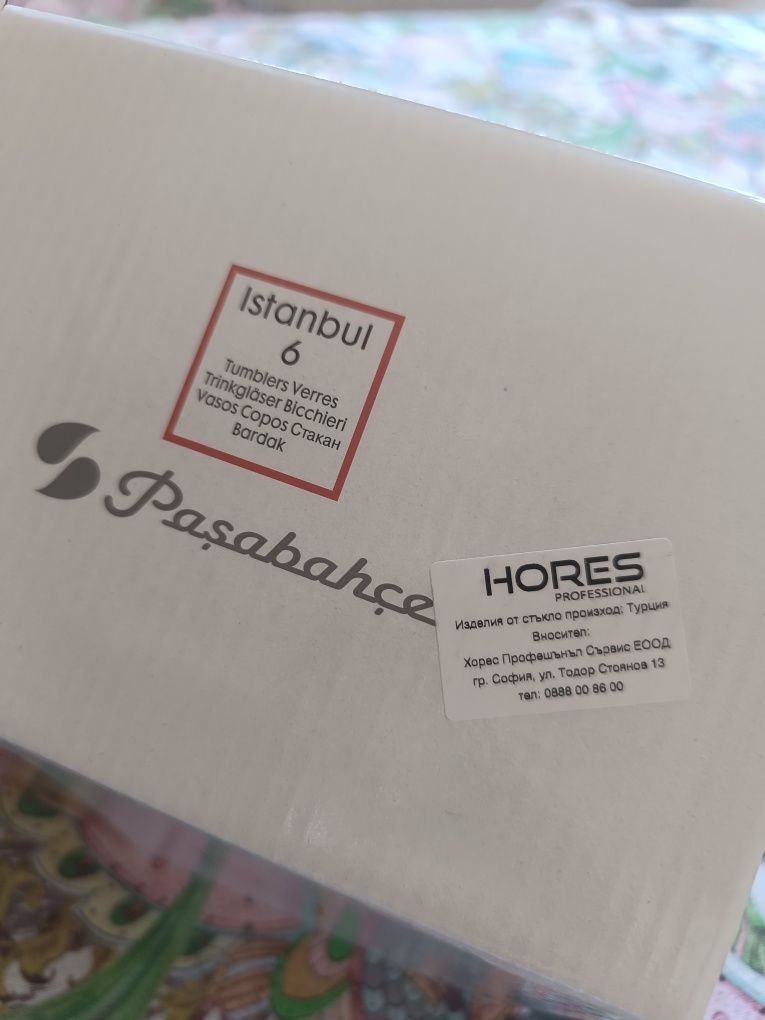 Istanbul
6
Tumblers Verres
Trinkgläser Bicchieri
Vasos Copos Стакан
Bardak
Paşabahçe
HORES
PROFESSIONAL
Изделия от стъкло произход: Турция
Вносител:
Хорес Профешънъл Сървис ЕООД
гр. София, ул. Тодор Стоянов 13
тел: 0888 00 86 00